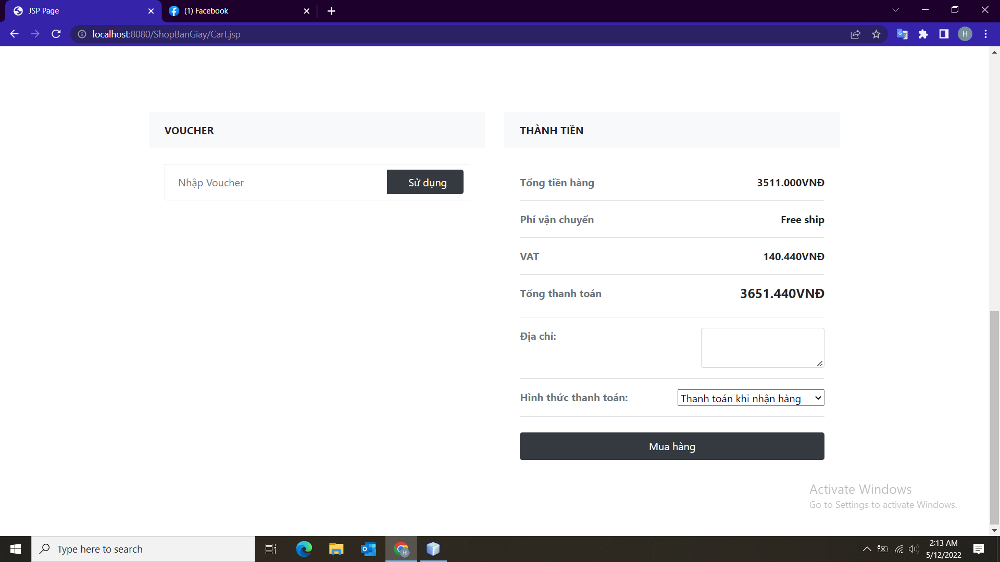 JSP Page
(1) Facebook
localhost:8080/ShopBanGiay/Cart.jsp
H
VOUCHER
Nhập Voucher
Sử dụng
THÀNH TIỀN
Tổng tiền hàng 3511.000VNĐ
Phí vận chuyển Free ship
VAT 140.440VNĐ
Tổng thanh toán 3651.440VNĐ
Địa chỉ:
Hình thức thanh toán: Thanh toán khi nhận hàng
Mua hàng
Activate Windows
Go to Settings to activate Windows.
Type here to search
2:13 AM
5/12/2022